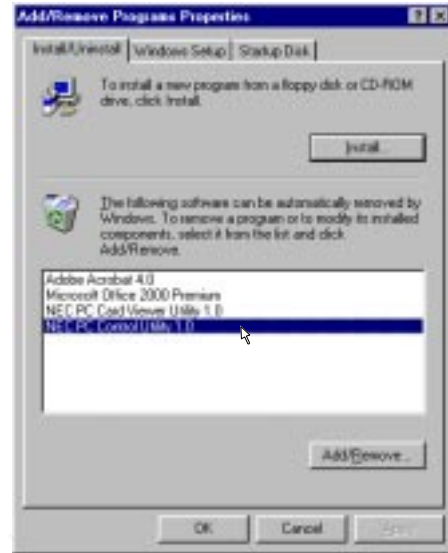 Add/Remove Programs Properties
Install/Uninstall Windows Setup Startup Disk
To install a new program from a floppy disk or CD-ROM
drive, click Install.
Install...
The following software can be automatically removed by
Windows. To remove a program or to modify its installed
components, select it from the list and click
Add/Remove.
Adobe Acrobat 4.0
Microsoft Office 2000 Premium
NEC PC Card Viewer Utility 1.0
NEC PC Control Utility 1.0
Add/Remove...
OK Cancel Apply